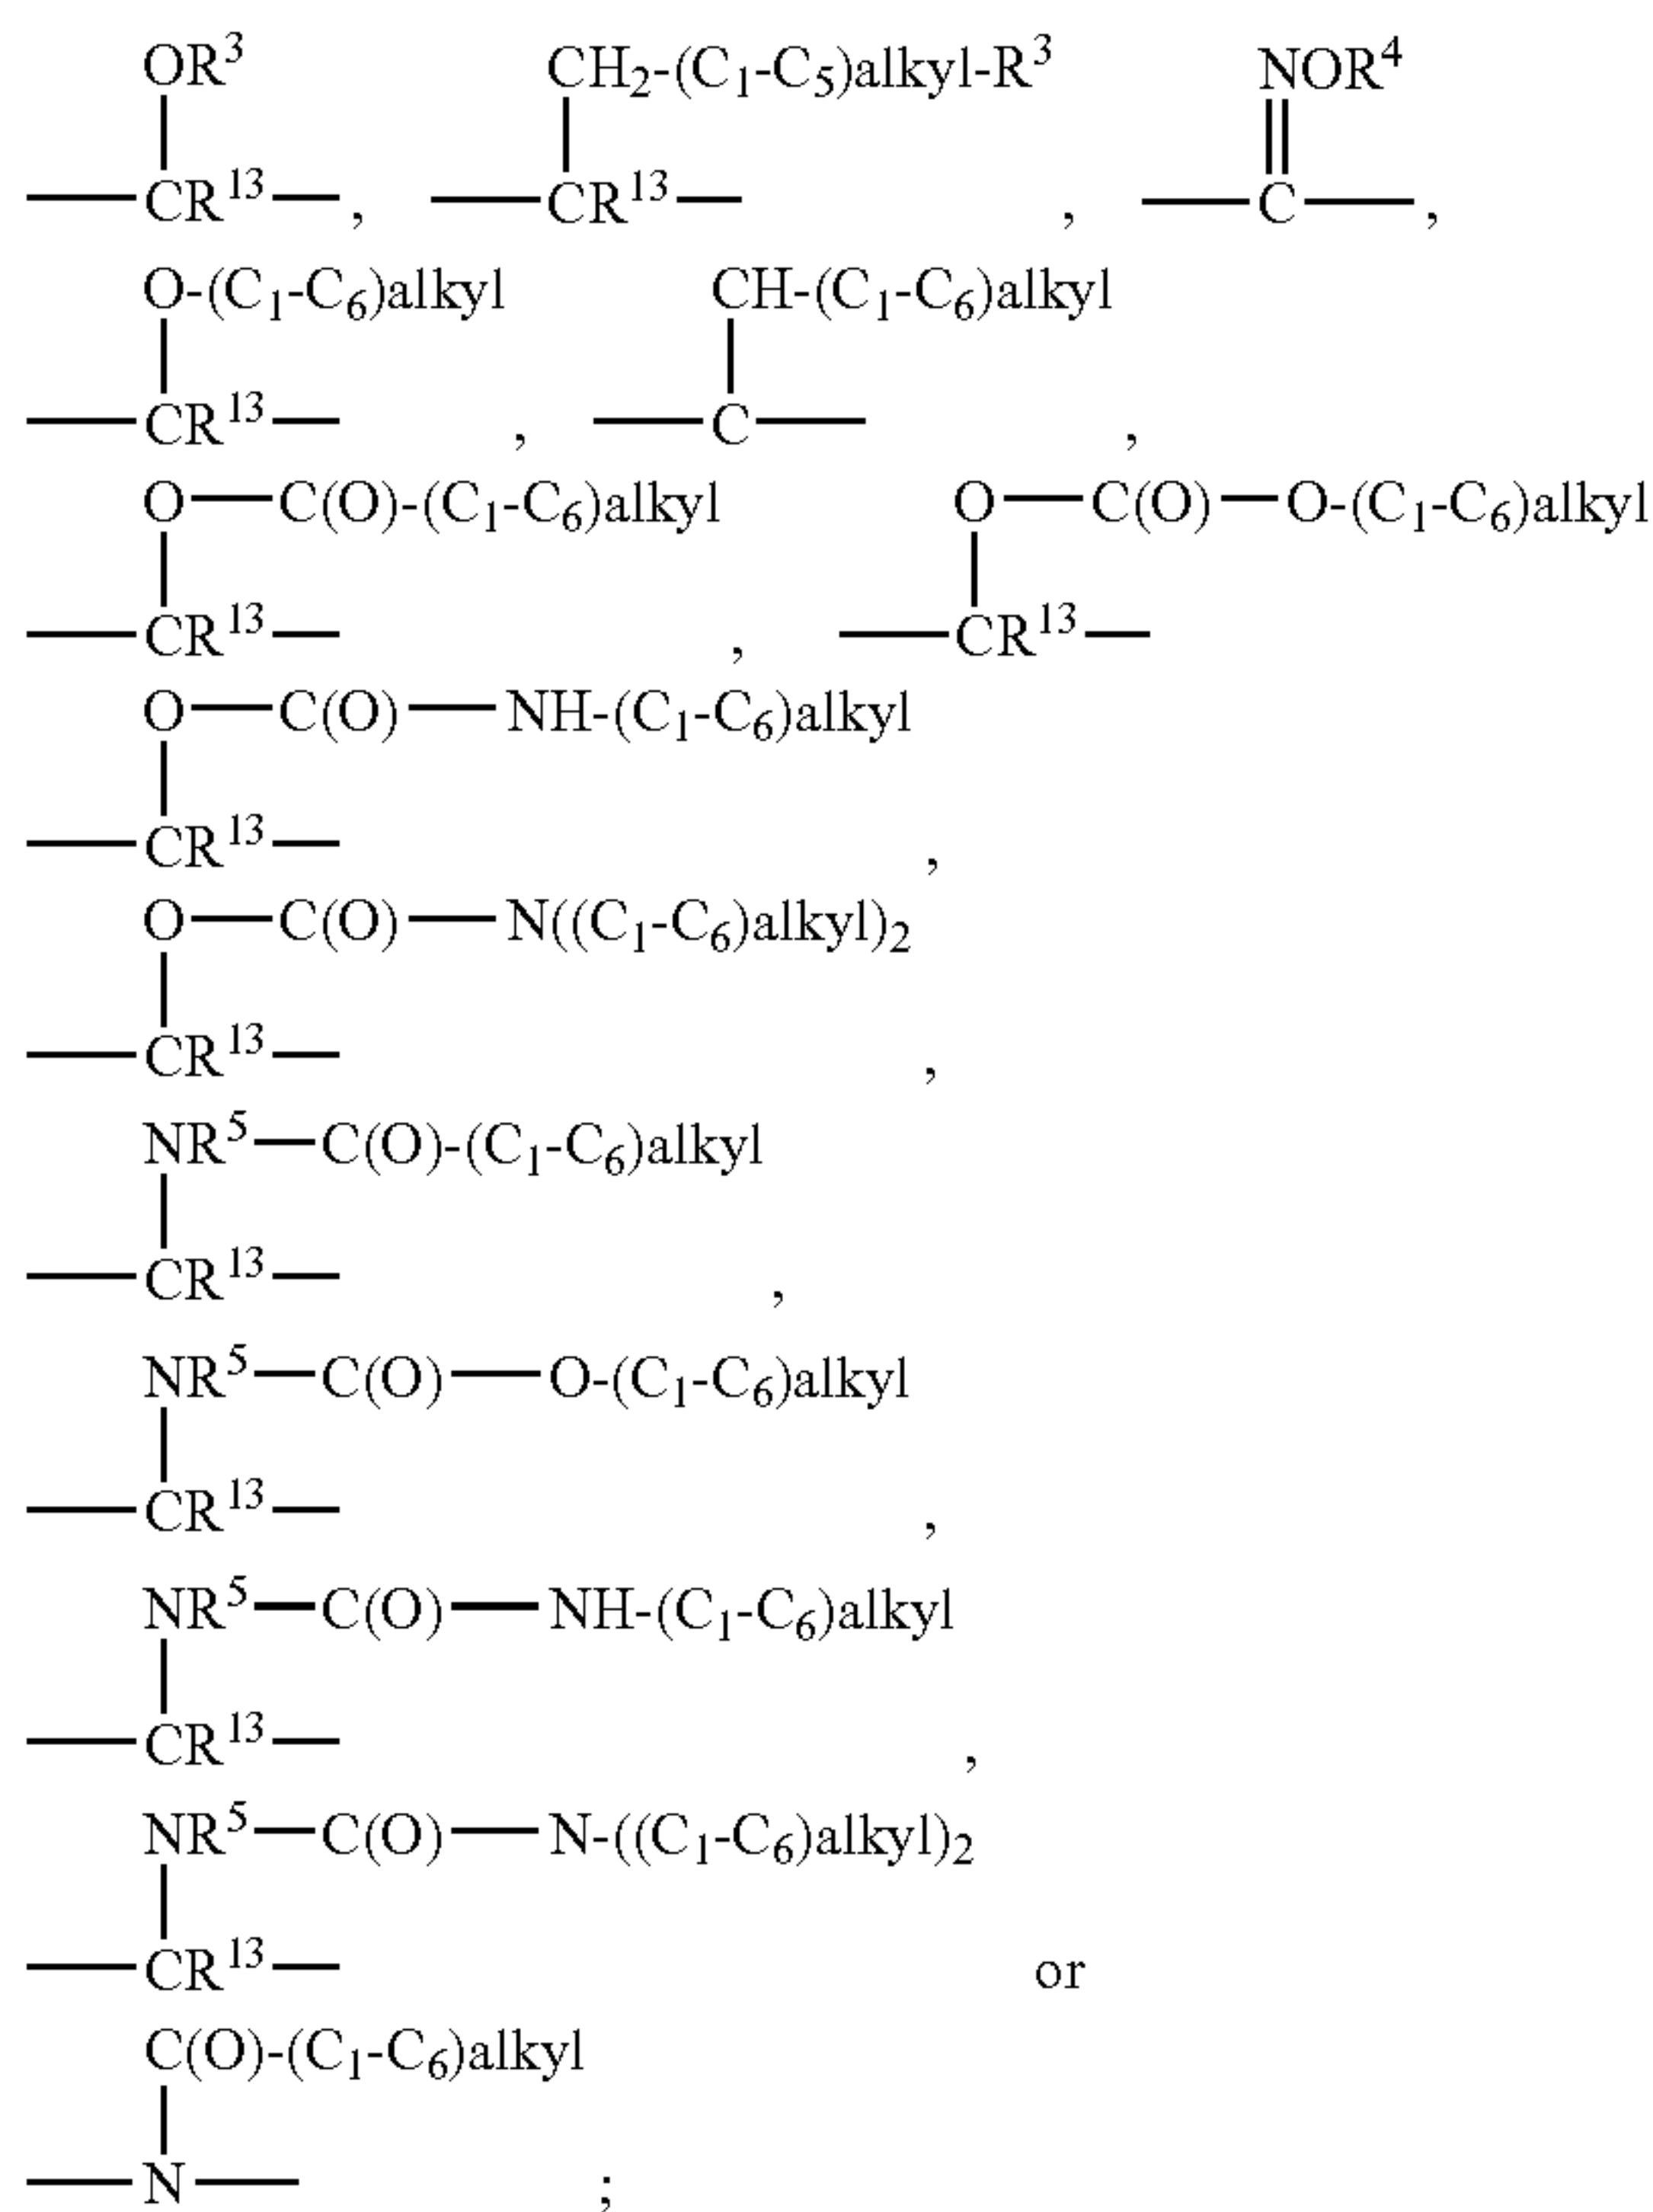 OR³ CH₂-(C₁-C₅)alkyl-R³ NOR⁴
CR¹³ , CR¹³ , C ,
O-(C₁-C₆)alkyl CH-(C₁-C₆)alkyl
CR¹³ , C ,
O—C(O)-(C₁-C₆)alkyl O—C(O)—O-(C₁-C₆)alkyl
CR¹³ , CR¹³
O—C(O)—NH-(C₁-C₆)alkyl
CR¹³ ,
O—C(O)—N((C₁-C₆)alkyl)₂
CR¹³ ,
NR⁵—C(O)-(C₁-C₆)alkyl
CR¹³ ,
NR⁵—C(O)—O-(C₁-C₆)alkyl
CR¹³ ,
NR⁵—C(O)—NH-(C₁-C₆)alkyl
CR¹³ ,
NR⁵—C(O)—N-((C₁-C₆)alkyl)₂
CR¹³ or
C(O)-(C₁-C₆)alkyl
N ;